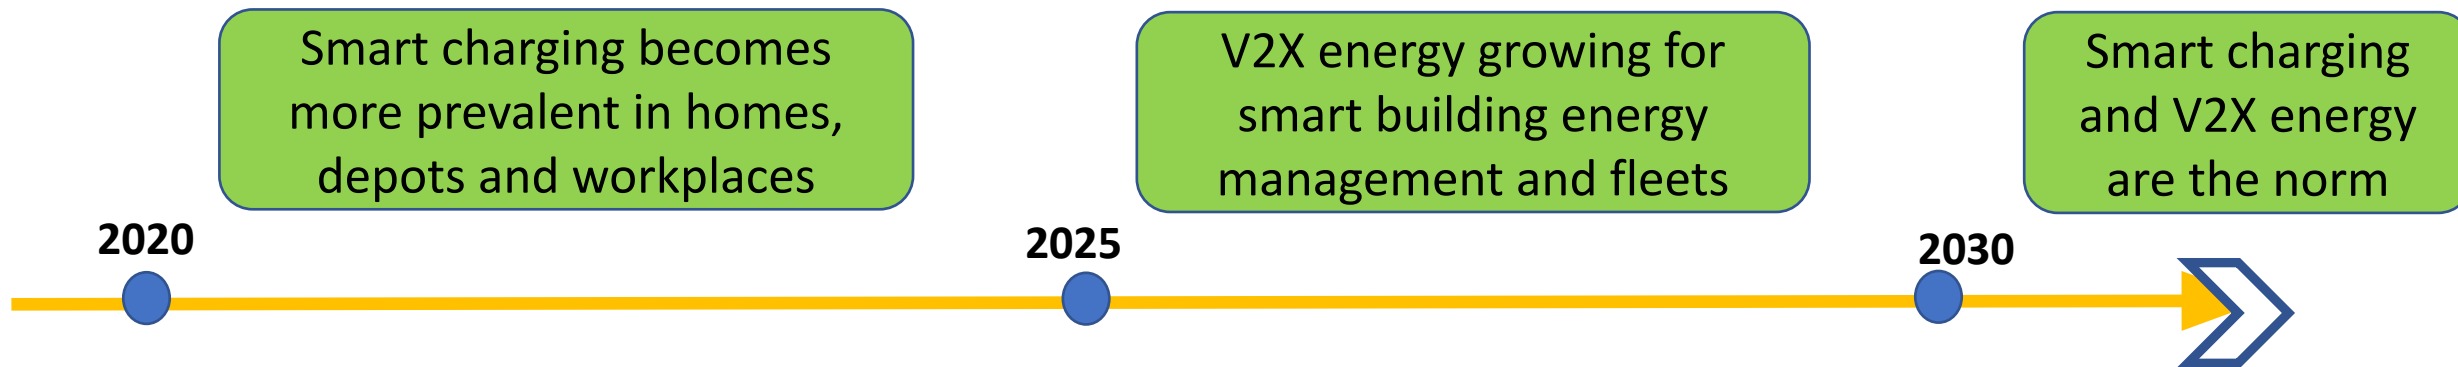 Smart charging becomes
more prevalent in homes,
depots and workplaces
V2X energy growing for
smart building energy
management and fleets
Smart charging
and V2X energy
are the norm
2020
2025
2030